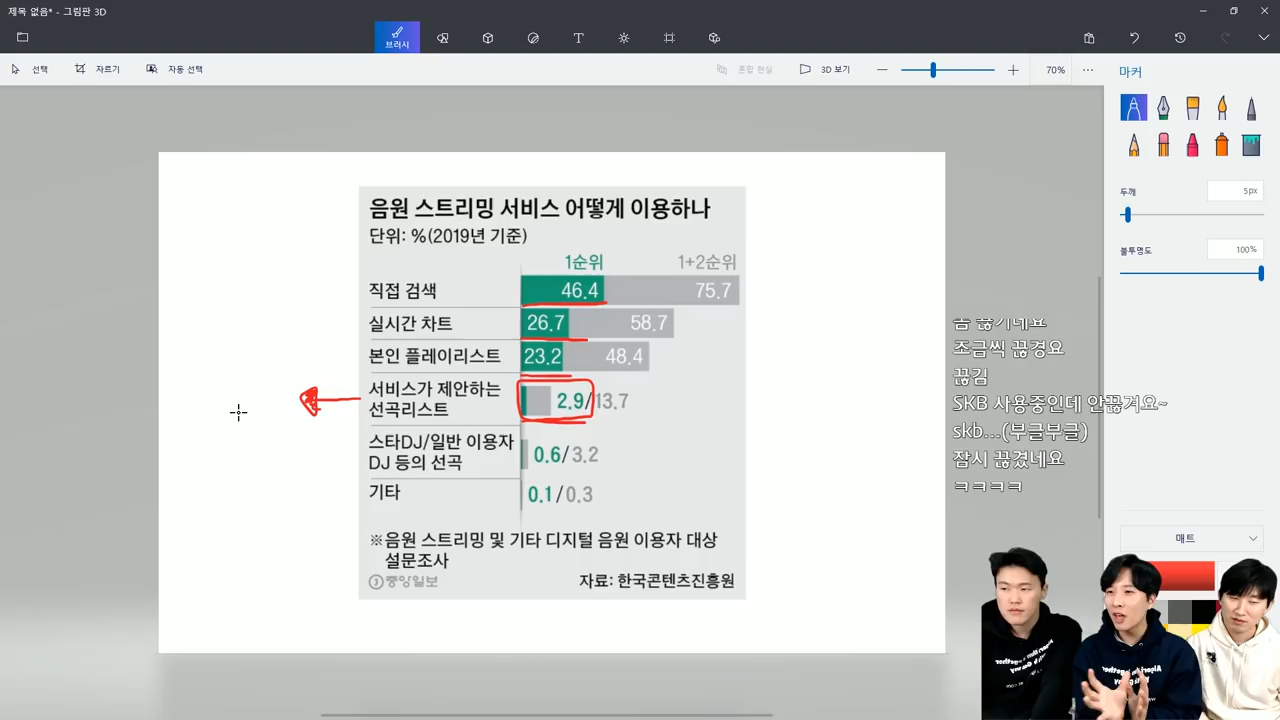 제목 없음* - 그림판 3D
브러시
선택
자르기
자동 선택
혼합 현실
3D 보기
70%
마커
두께
5px
불투명도
100%
매트
음원 스트리밍 서비스 어떻게 이용하나
단위: %(2019년 기준)
1순위 1+2순위
직접 검색 46.4 75.7
실시간 차트 26.7 58.7
본인 플레이리스트 23.2 48.4
서비스가 제안하는
선곡리스트 2.9/13.7
스타DJ/일반 이용자
DJ 등의 선곡 0.6/3.2
기타 0.1/0.3
※음원 스트리밍 및 기타 디지털 음원 이용자 대상
설문조사
중앙일보 자료: 한국콘텐츠진흥원
조금씩 끊겨요
끊김
SKB 사용중인데 안끊겨요~
skb...(부글부글)
잠시 끊겼네요
ㅋㅋㅋㅋ